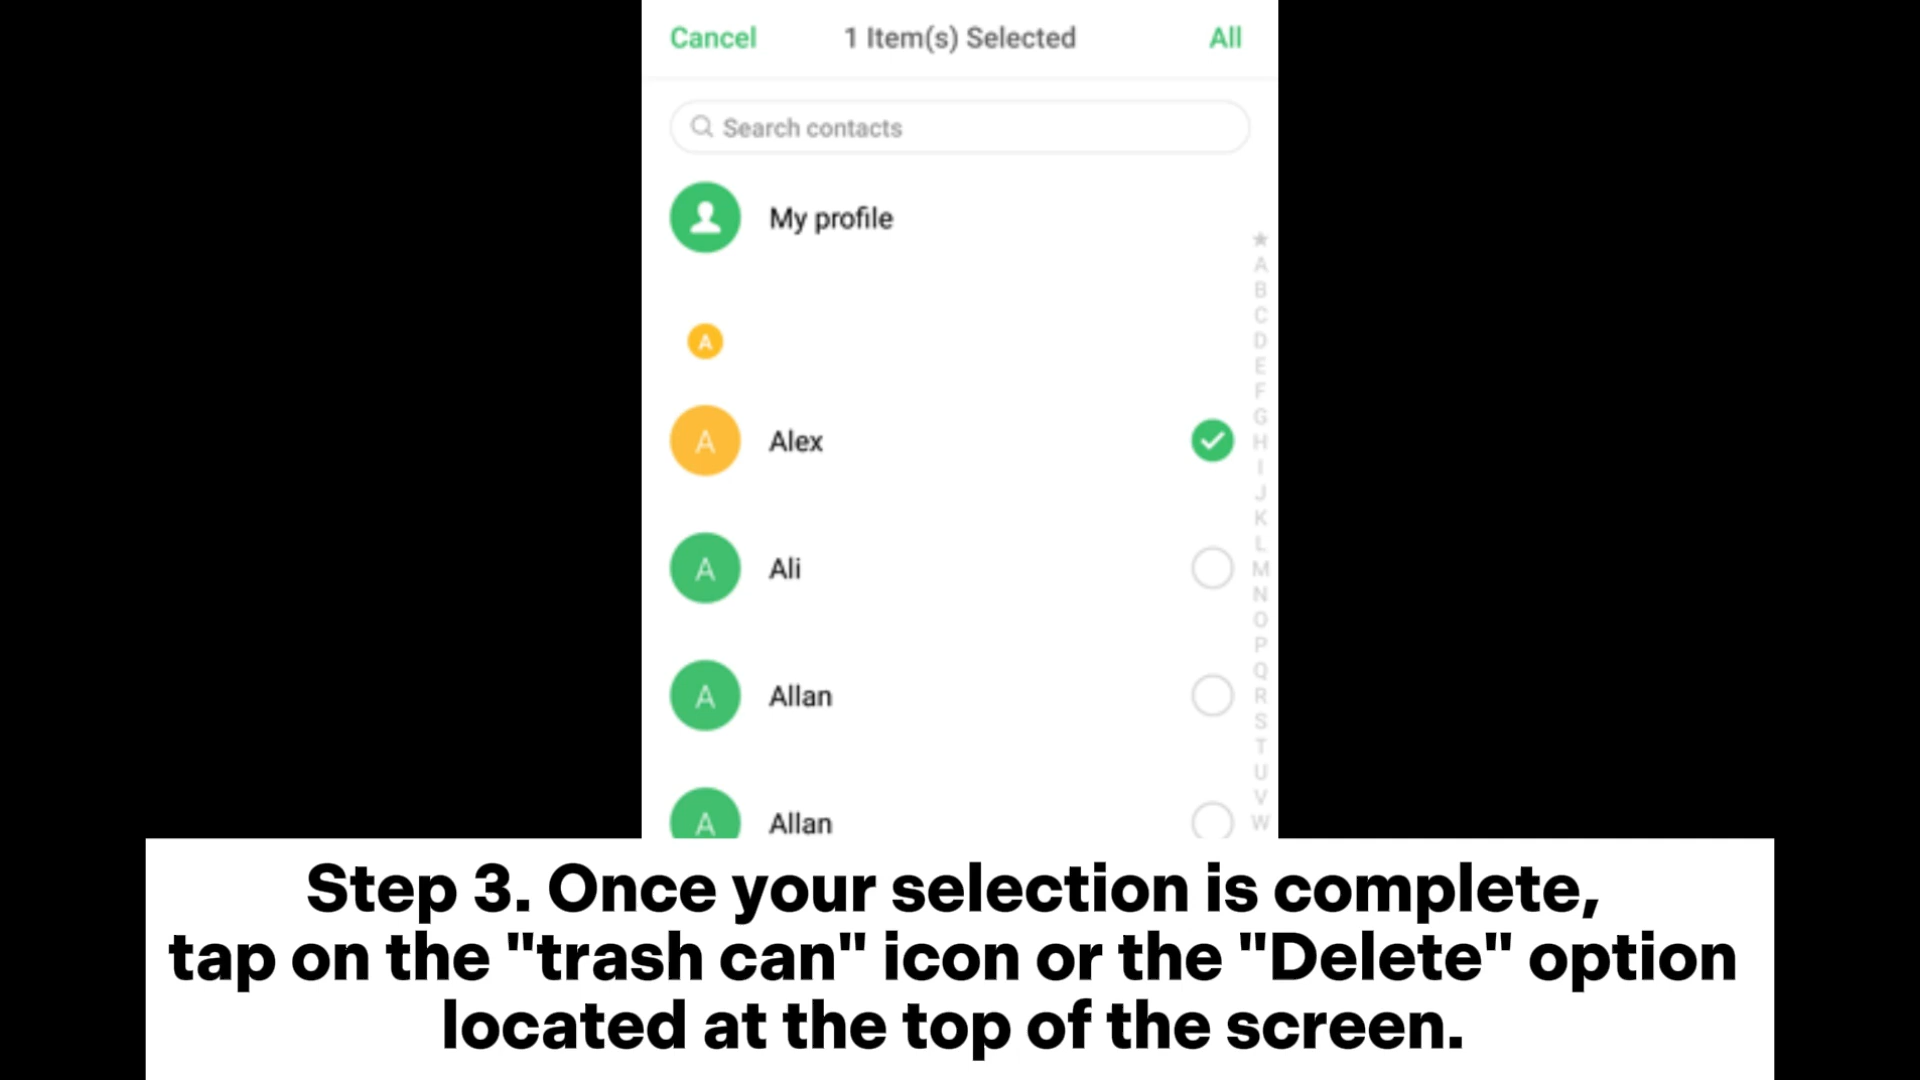 Cancel 1 Item(s) Selected All
Search contacts
My profile
★
A
B
C
D
E
F
G
H
I
J
K
L
M
N
O
P
Q
R
S
T
U
V
W
A
A Alex
A Ali
A Allan
A Allan
Step 3. Once your selection is complete,
tap on the "trash can" icon or the "Delete" option
located at the top of the screen.